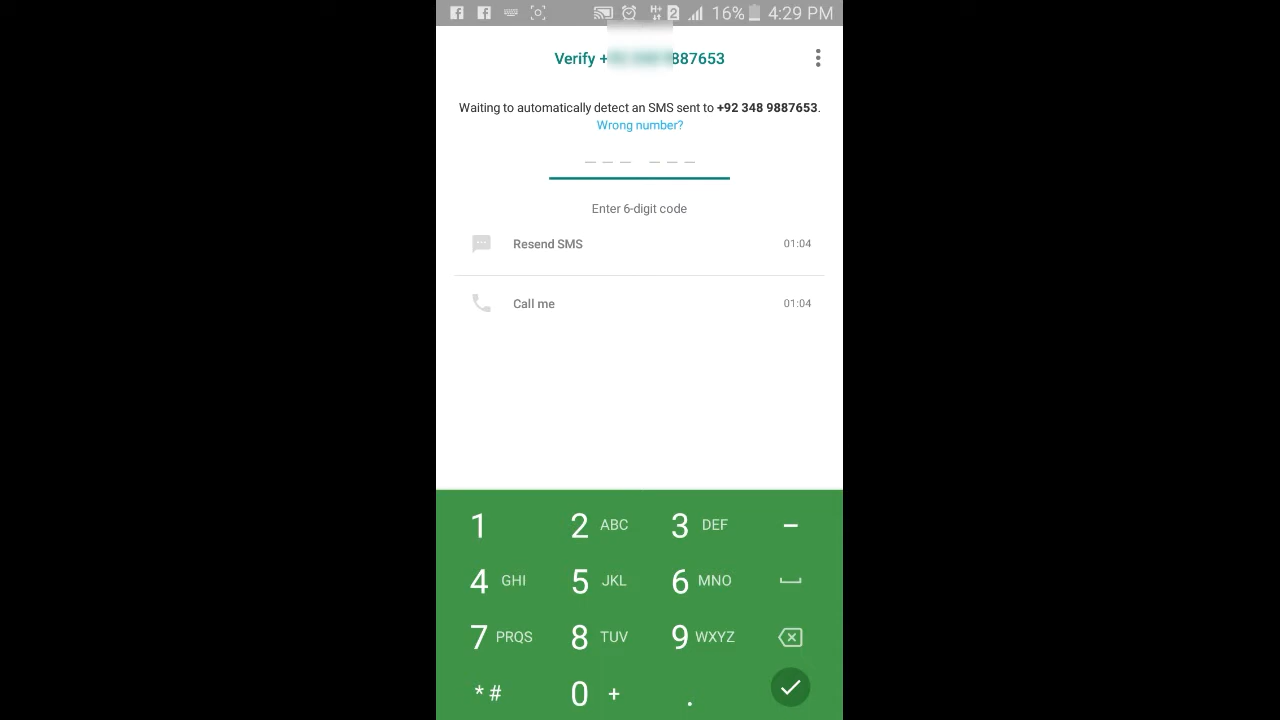 16% 4:29 PM
Verify + 887653
Waiting to automatically detect an SMS sent to +92 348 9887653.
Wrong number?
Enter 6-digit code
Resend SMS 01:04
Call me 01:04
1 2 ABC 3 DEF -
4 GHI 5 JKL 6 MNO
7 PRQS 8 TUV 9 WXYZ
* # 0 + .